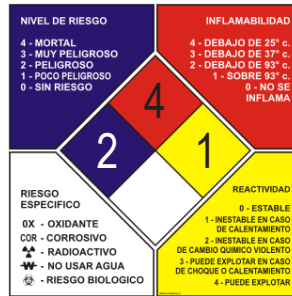 NIVEL DE RIESGO
4 - MORTAL
3 - MUY PELIGROSO
2 - PELIGROSO
1 - POCO PELIGROSO
0 - SIN RIESGO
INFLAMABILIDAD
4 - DEBAJO DE 25° c.
3 - DEBAJO DE 37° c.
2 - DEBAJO DE 93° c.
1 - SOBRE 93° c.
0 - NO SE
INFLAMA
4
2
1
RIESGO
ESPECIFICO
0X - OXIDANTE
COR - CORROSIVO
- RADIOACTIVO
W - NO USAR AGUA
- RIESGO BIOLOGICO
REACTIVIDAD
0 - ESTABLE
1 - INESTABLE EN CASO
DE CALENTAMIENTO
2 - INESTABLE EN CASO
DE CAMBIO QUIMICO VIOLENTO
3 - PUEDE EXPLOTAR EN CASO
DE CHOQUE O CALENTAMIENTO
4 - PUEDE EXPLOTAR